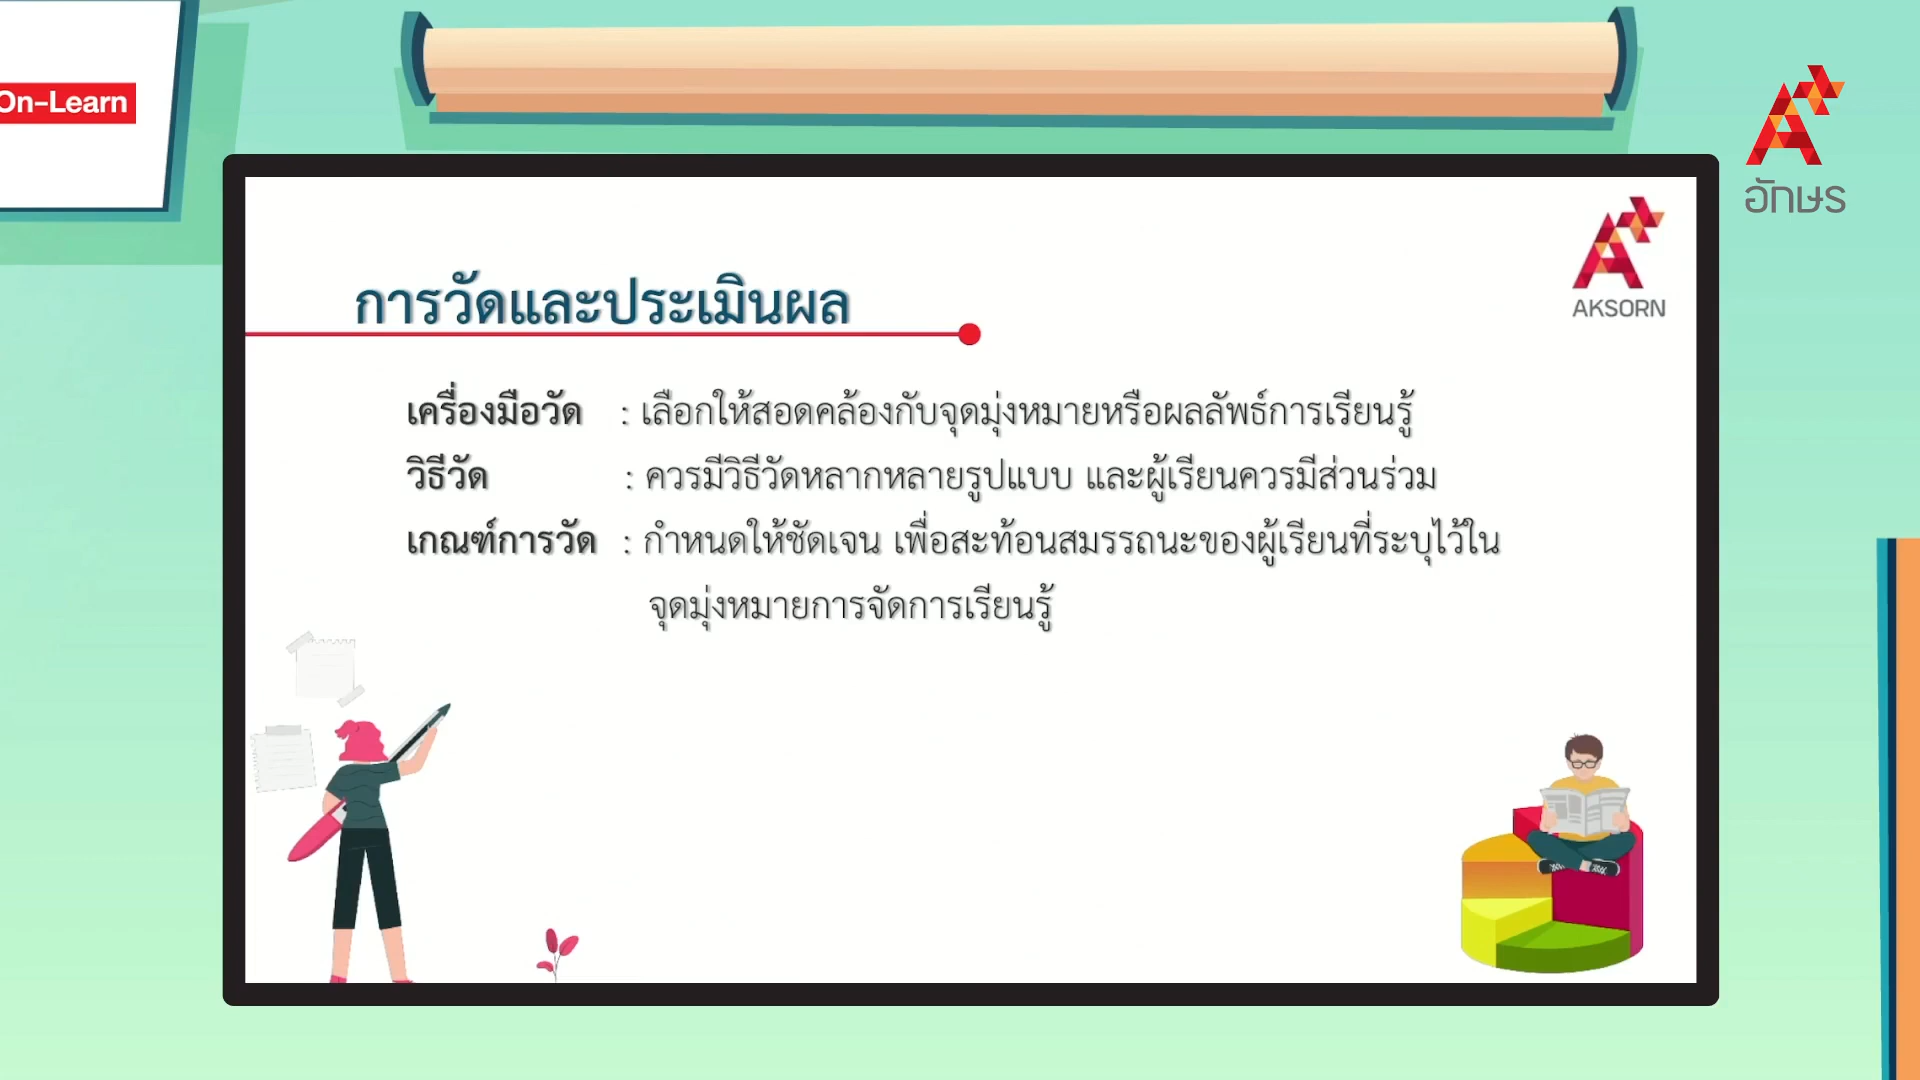 On-Learn
อักษร
AKSORN
การวัดและประเมินผล
เครื่องมือวัด : เลือกให้สอดคล้องกับจุดมุ่งหมายหรือผลลัพธ์การเรียนรู้
วิธีวัด : ควรมีวิธีวัดหลากหลายรูปแบบ และผู้เรียนควรมีส่วนร่วม
เกณฑ์การวัด : กำหนดให้ชัดเจน เพื่อสะท้อนสมรรถนะของผู้เรียนที่ระบุไว้ใน
จุดมุ่งหมายการจัดการเรียนรู้